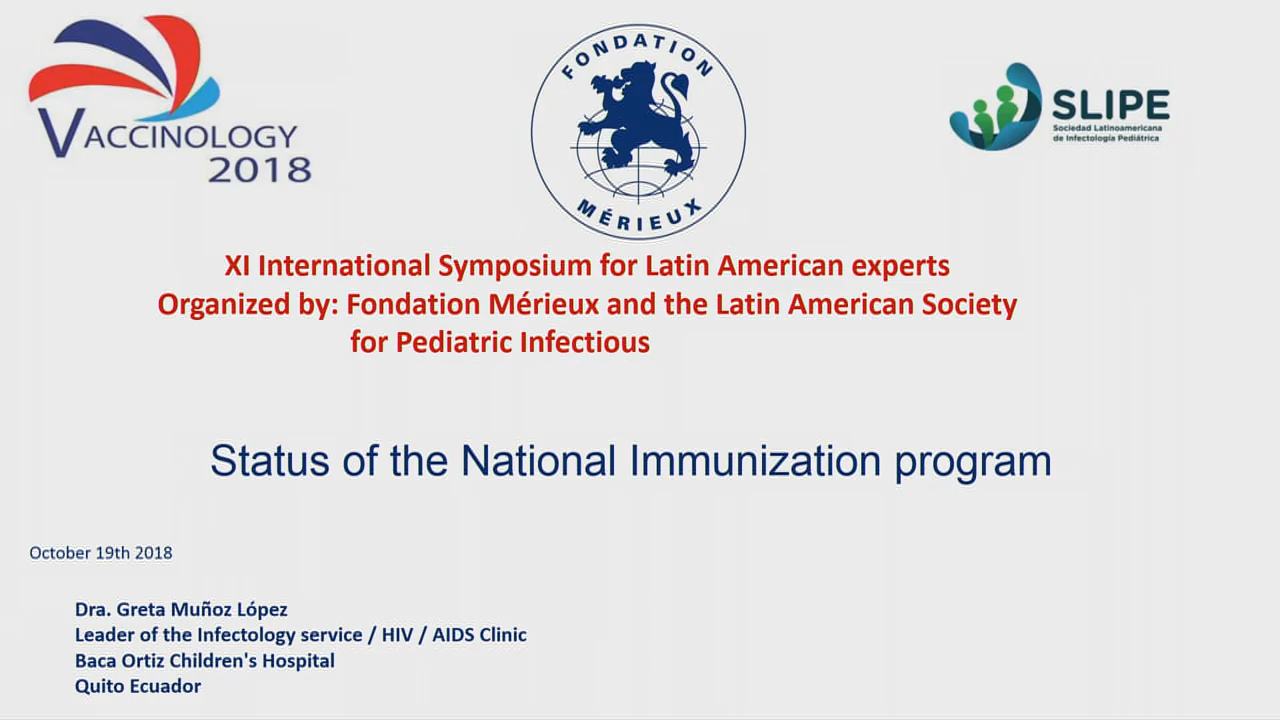 VACCINOLOGY
2018
FONDATION
MÉRIEUX
SLIPE
Sociedad Latinoamericana
de Infectología Pediátrica
XI International Symposium for Latin American experts
Organized by: Fondation Mérieux and the Latin American Society
for Pediatric Infectious
Status of the National Immunization program
October 19th 2018
Dra. Greta Muñoz López
Leader of the Infectology service / HIV / AIDS Clinic
Baca Ortiz Children's Hospital
Quito Ecuador